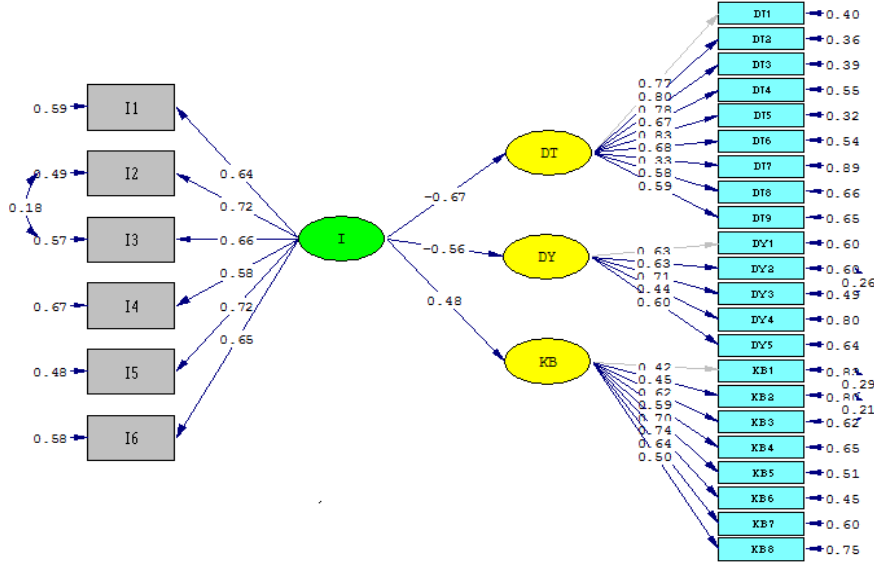 0.59 I1
0.49 I2
0.18
0.57 I3
0.67 I4
0.48 I5
0.58 I6
0.64
0.72
0.66
0.58
0.72
0.65
I
-0.67
-0.56
0.48
DT
DY
KB
0.77
0.80
0.78
0.67
0.83
0.68
0.33
0.58
0.59
0.63
0.63
0.71
0.44
0.60
0.42
0.45
0.62
0.59
0.70
0.74
0.64
0.50
DT1 0.40
DT2 0.36
DT3 0.39
DT4 0.55
DT5 0.32
DT6 0.54
DT7 0.89
DT8 0.66
DT9 0.65
DY1 0.60
DY2 0.60
0.26
DY3 0.49
DY4 0.80
DY5 0.64
KB1
0.29
KB2 0.80
0.21
KB3 0.62
KB4 0.65
KB5 0.51
KB6 0.45
KB7 0.60
KB8 0.75